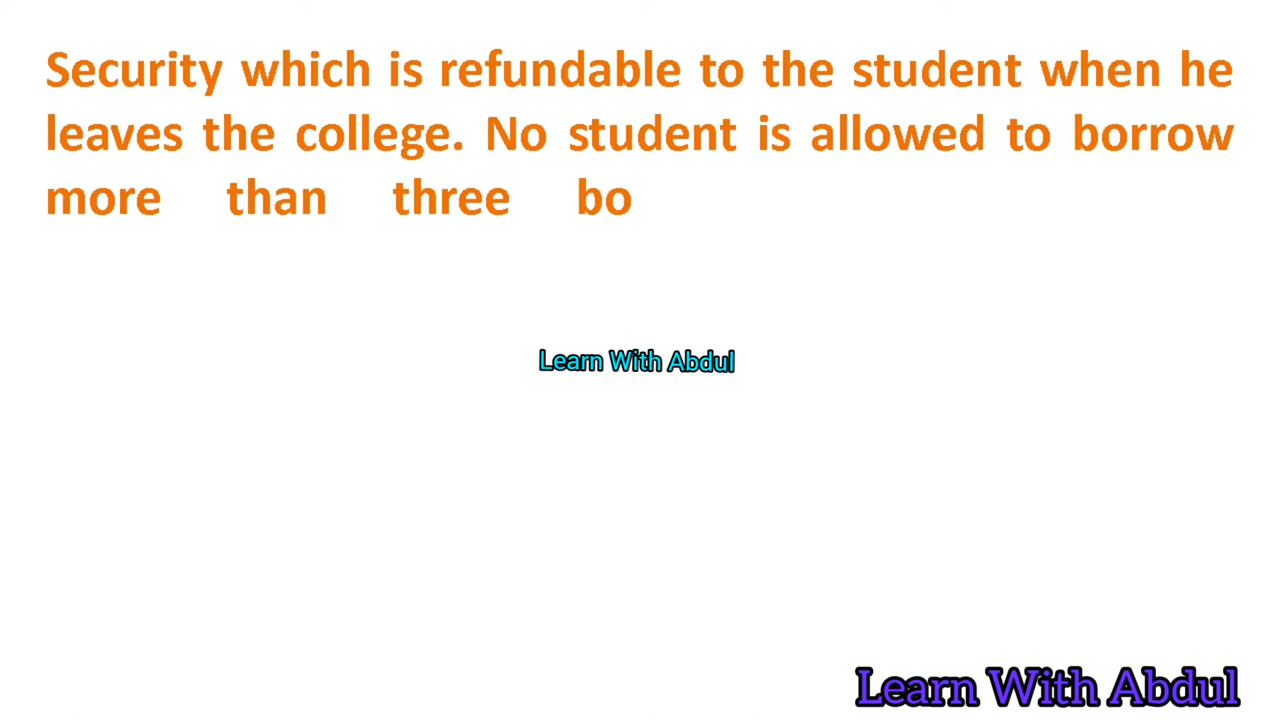 Security which is refundable to the student when he
leaves the college. No student is allowed to borrow
more than three bo
Learn With Abdul
Learn With Abdul